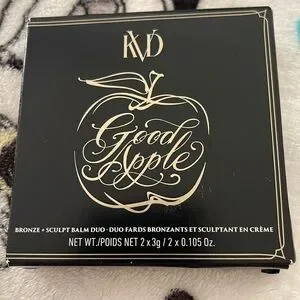 KVD
Good
Apple
BRONZE + SCULPT BALM DUO · DUO FARDS BRONZANTS ET SCULPTANT EN CRÈME
NET WT./POIDS NET 2 x 3g / 2 x 0.105 Oz.